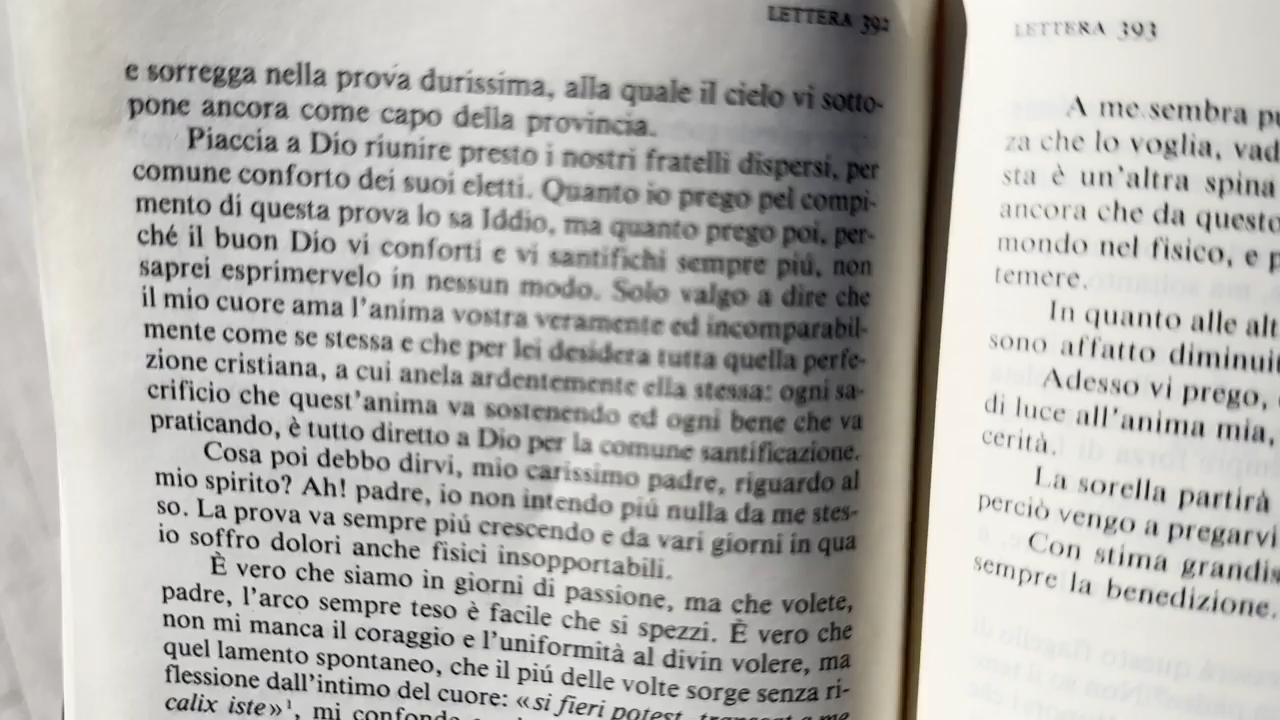 LETTERA 392
e sorregga nella prova durissima, alla quale il cielo vi sotto-
pone ancora come capo della provincia.
Piaccia a Dio riunire presto i nostri fratelli dispersi, per
comune conforto dei suoi eletti. Quanto io prego pel compi-
mento di questa prova lo sa Iddio, ma quanto prego poi, per-
ché il buon Dio vi conforti e vi santifichi sempre piú, non
saprei esprimervelo in nessun modo. Solo valgo a dire che
il mio cuore ama l'anima vostra veramente ed incomparabil-
mente come se stessa e che per lei desidera tutta quella perfe-
zione cristiana, a cui anela ardentemente ella stessa: ogni sa-
crificio che quest'anima va sostenendo ed ogni bene che va
praticando, è tutto diretto a Dio per la comune santificazione.
Cosa poi debbo dirvi, mio carissimo padre, riguardo al
mio spirito? Ah! padre, io non intendo piú nulla da me stes-
so. La prova va sempre piú crescendo e da vari giorni in qua
io soffro dolori anche fisici insopportabili.
È vero che siamo in giorni di passione, ma che volete,
padre, l'arco sempre teso è facile che si spezzi. È vero che
non mi manca il coraggio e l'uniformità al divin volere, ma
quel lamento spontaneo, che il piú delle volte sorge senza ri-
flessione dall'intimo del cuore: «si fieri potest, transeat a me
calix iste»¹, mi confonde
LETTERA 393
A me sembra
za che lo voglia, vad
sta è un'altra spina
ancora che da questo
mondo nel fisico, e
temere.
In quanto alle alt
sono affatto diminui
Adesso vi prego,
di luce all'anima mia,
cerità.
La sorella partirà
perciò vengo a pregarvi
Con stima grandis
sempre la benedizione.